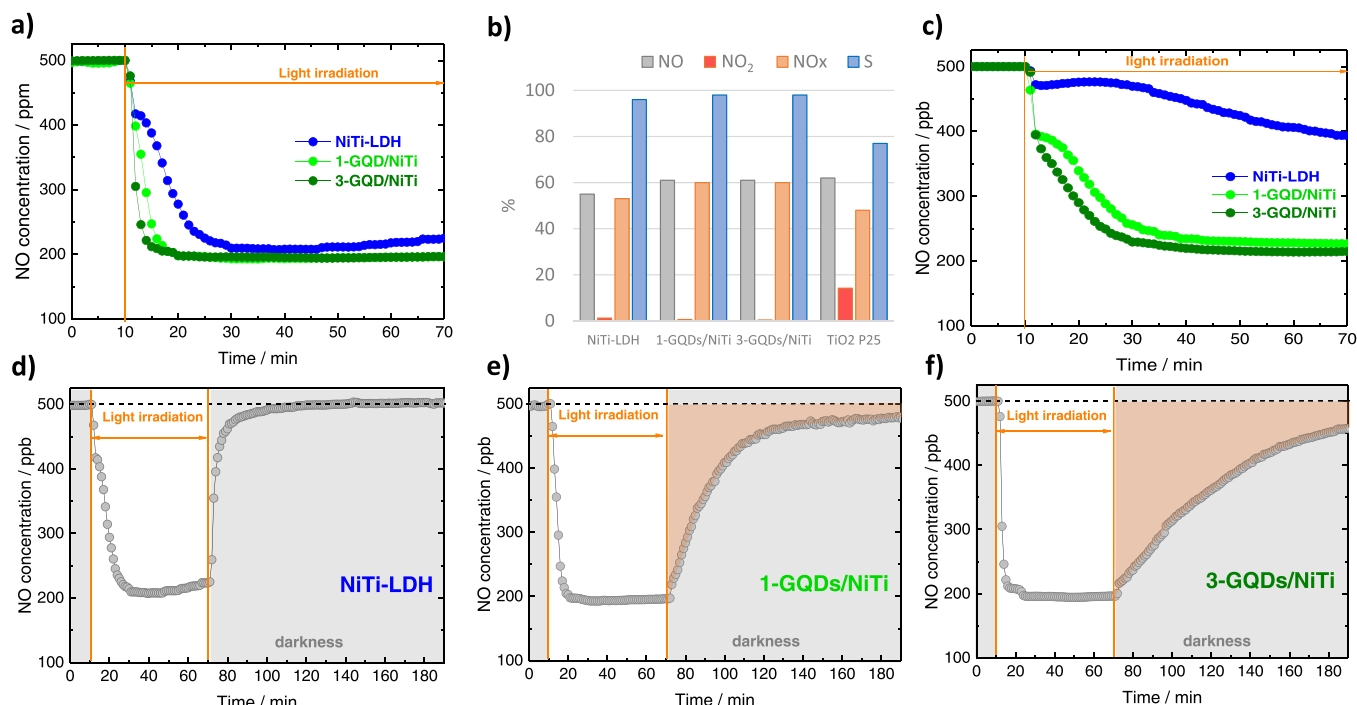 a)
NO concentration / ppm
500
400
300
200
100
0
10
20
30
40
50
60
70
Time / min
Light irradiation
NiTi-LDH
1-GQD/NiTi
3-GQD/NiTi
b)
NO
NO₂
NOx
S
%
100
80
60
40
20
0
NiTi-LDH
1-GQDs/NiTi
3-GQDs/NiTi
TiO2 P25
c)
NO concentration / ppb
500
400
300
200
100
0
10
20
30
40
50
60
70
Time / min
light irradiation
NiTi-LDH
1-GQD/NiTi
3-GQD/NiTi
d)
NO concentration / ppb
500
400
300
200
100
0
20
40
60
80
100
120
140
160
180
Time / min
Light irradiation
NiTi-LDH
darkness
e)
NO concentration / ppb
500
400
300
200
100
0
20
40
60
80
100
120
140
160
180
Time / min
Light irradiation
1-GQDs/NiTi
darkness
f)
NO concentration / ppb
500
400
300
200
100
0
20
40
60
80
100
120
140
160
180
Time / min
Light irradiation
3-GQDs/NiTi
darkness